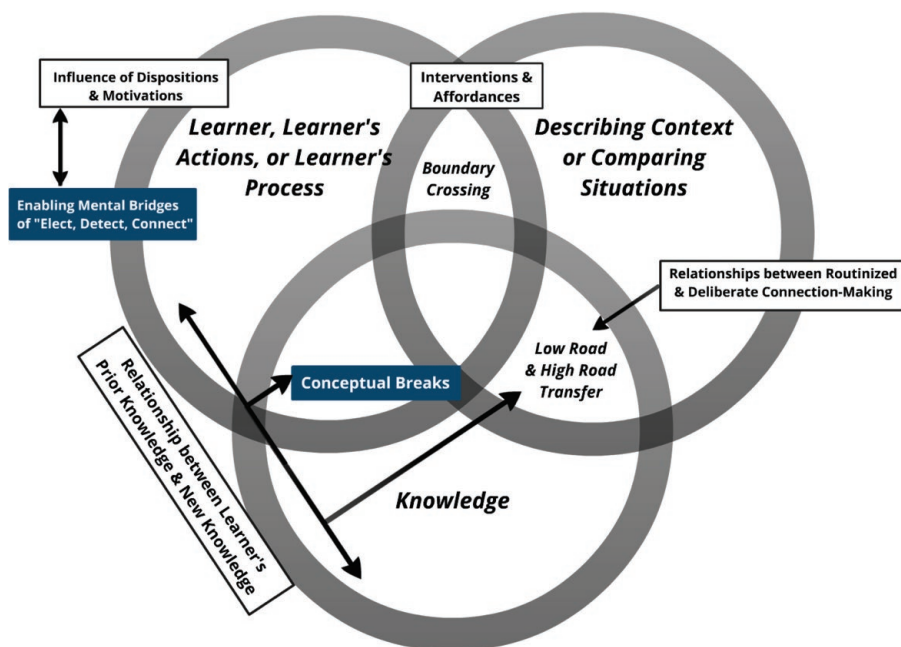 Influence of Dispositions
& Motivations
Interventions &
Affordances
Learner, Learner's
Actions, or Learner's
Process
Describing Context
or Comparing
Situations
Boundary
Crossing
Enabling Mental Bridges
of "Elect, Detect, Connect"
Relationships between Routinized
& Deliberate Connection-Making
Low Road
& High Road
Transfer
Conceptual Breaks
Relationship between Learner's
Prior Knowledge & New Knowledge
Knowledge